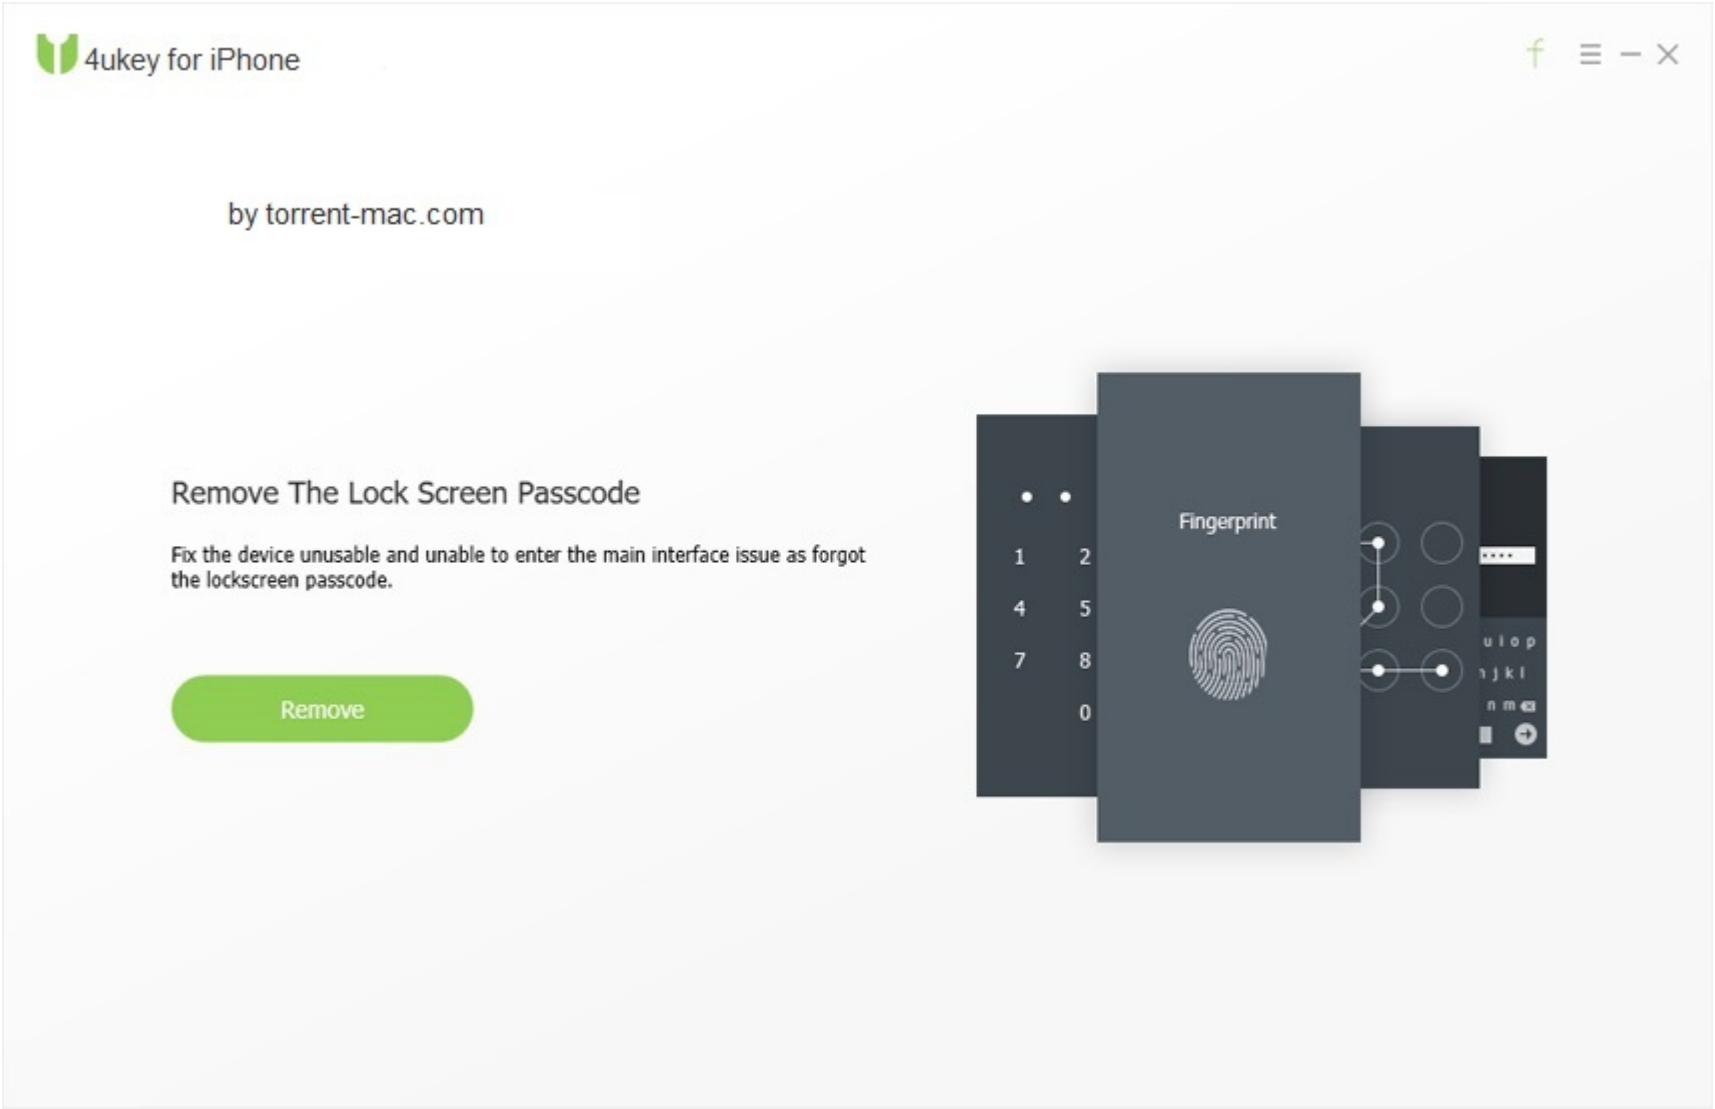 4ukey for iPhone
by torrent-mac.com
Remove The Lock Screen Passcode
Fix the device unusable and unable to enter the main interface issue as forgot
the lockscreen passcode.
Remove
Fingerprint
1 2
4 5
7 8
0
u i o p
j k l
n m